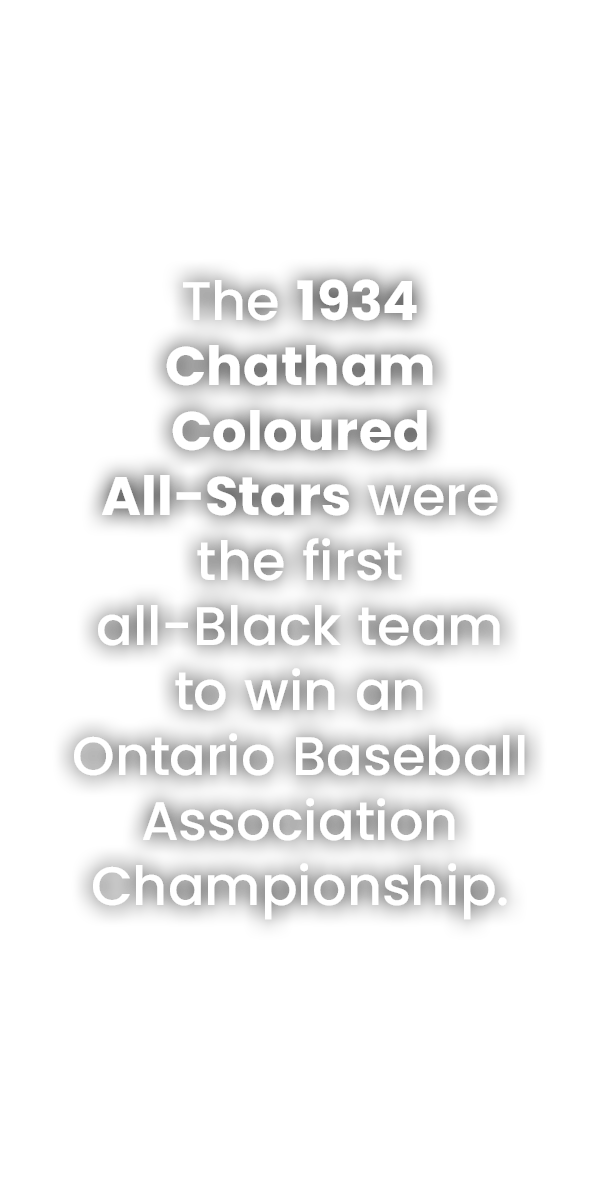 The 1934
Chatham
Coloured
All-Stars were
the first
all-Black team
to win an
Ontario Baseball
Association
Championship.